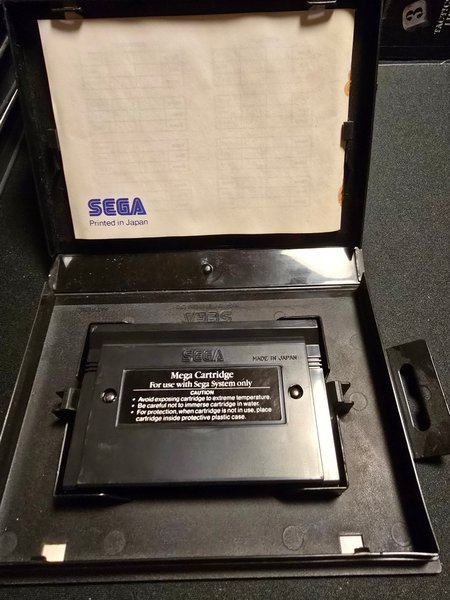 3
TACTIC
SEGA
Printed in Japan
SEGA
SEGA
MADE IN JAPAN
Mega Cartridge
For use with Sega System only
CAUTION
• Avoid exposing cartridge to extreme temperature.
• Be careful not to immerse cartridge in water.
• For protection, when cartridge is not in use, place
cartridge inside protective plastic case.